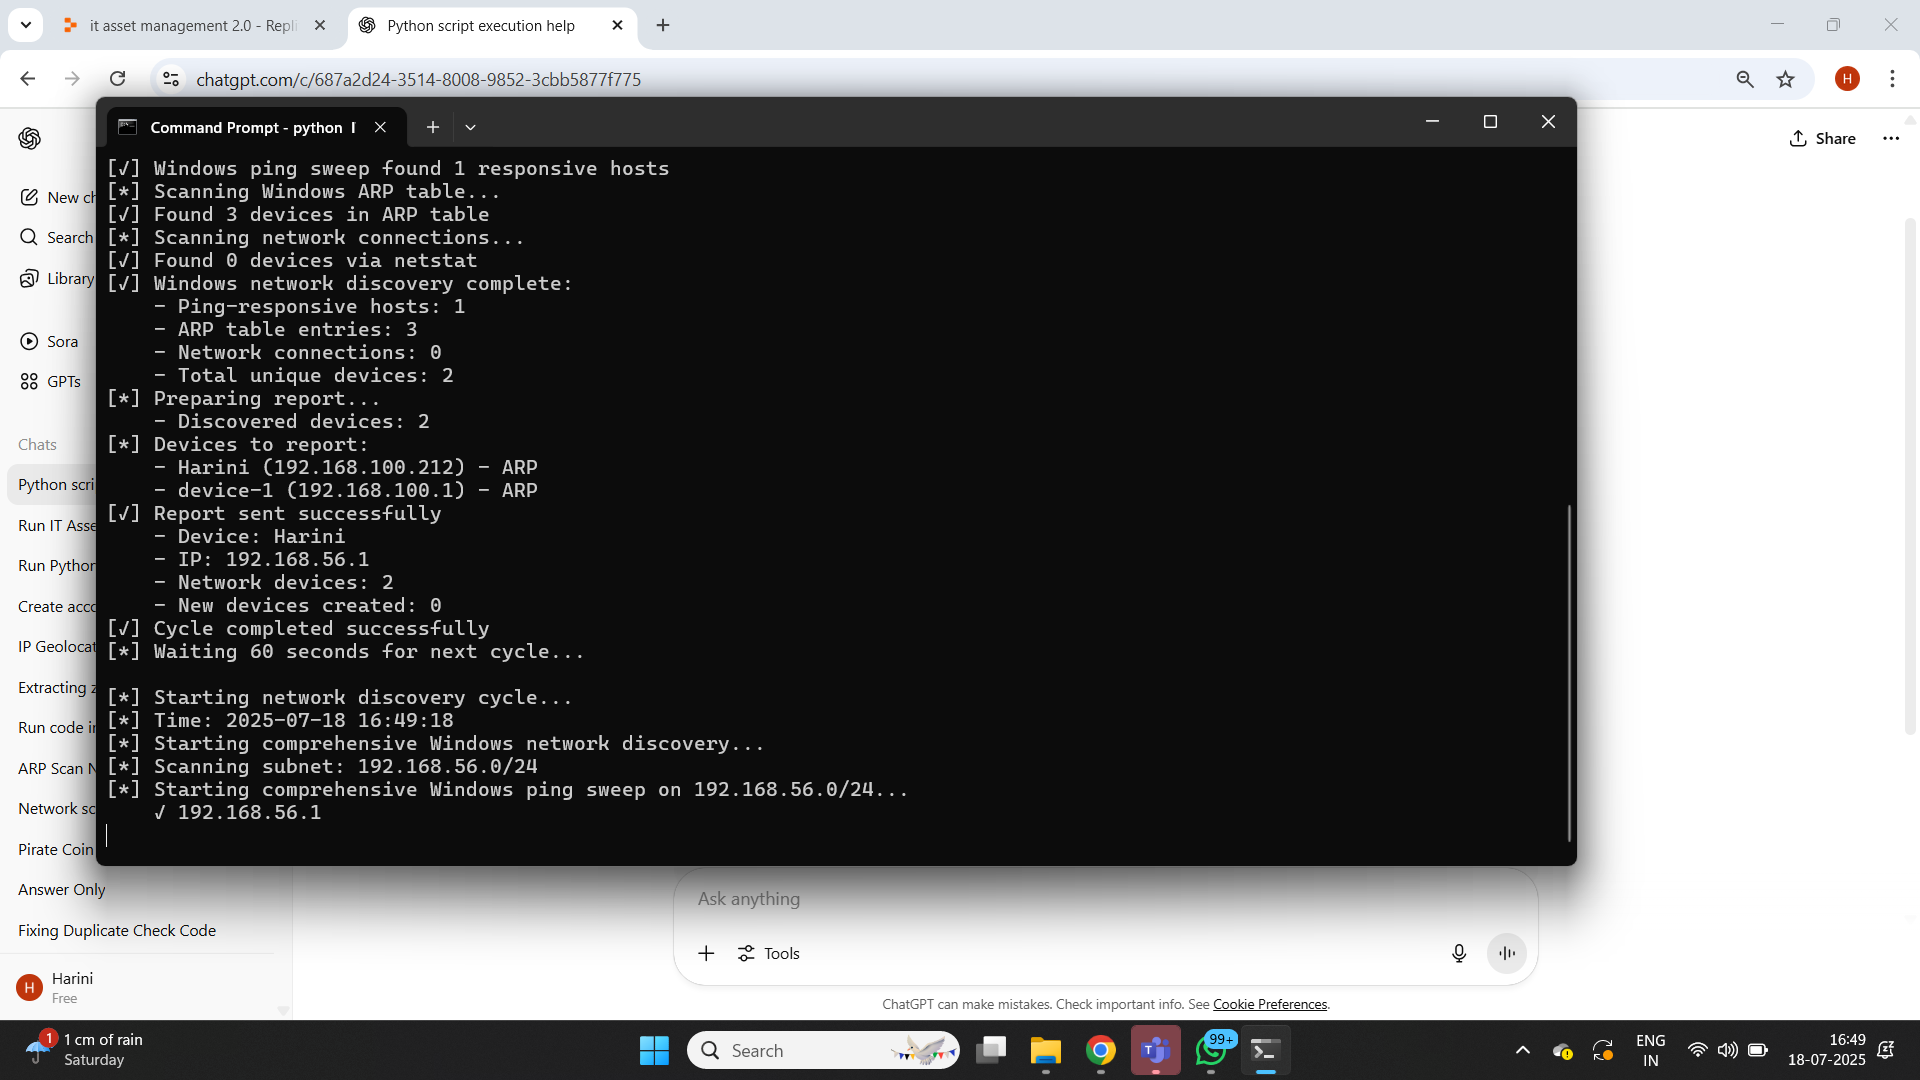 it asset management 2.0 - Repli
Python script execution help
chatgpt.com/c/687a2d24-3514-8008-9852-3cbb5877f775
H
Command Prompt - python
Share
New ch
Search
Library
Sora
GPTs
Chats
Python scri
Run IT Asse
Run Python
Create acco
IP Geolocat
Extracting z
Run code in
ARP Scan N
Network sc
Pirate Coin
Answer Only
Fixing Duplicate Check Code
H
Harini
Free
[√] Windows ping sweep found 1 responsive hosts
[*] Scanning Windows ARP table...
[√] Found 3 devices in ARP table
[*] Scanning network connections...
[√] Found 0 devices via netstat
[√] Windows network discovery complete:
- Ping-responsive hosts: 1
- ARP table entries: 3
- Network connections: 0
- Total unique devices: 2
[*] Preparing report...
- Discovered devices: 2
[*] Devices to report:
- Harini (192.168.100.212) - ARP
- device-1 (192.168.100.1) - ARP
[√] Report sent successfully
- Device: Harini
- IP: 192.168.56.1
- Network devices: 2
- New devices created: 0
[√] Cycle completed successfully
[*] Waiting 60 seconds for next cycle...
[*] Starting network discovery cycle...
[*] Time: 2025-07-18 16:49:18
[*] Starting comprehensive Windows network discovery...
[*] Scanning subnet: 192.168.56.0/24
[*] Starting comprehensive Windows ping sweep on 192.168.56.0/24...
√ 192.168.56.1
Ask anything
Tools
ChatGPT can make mistakes. Check important info. See Cookie Preferences.
1
1 cm of rain
Saturday
Search
99+
ENG
IN
16:49
18-07-2025